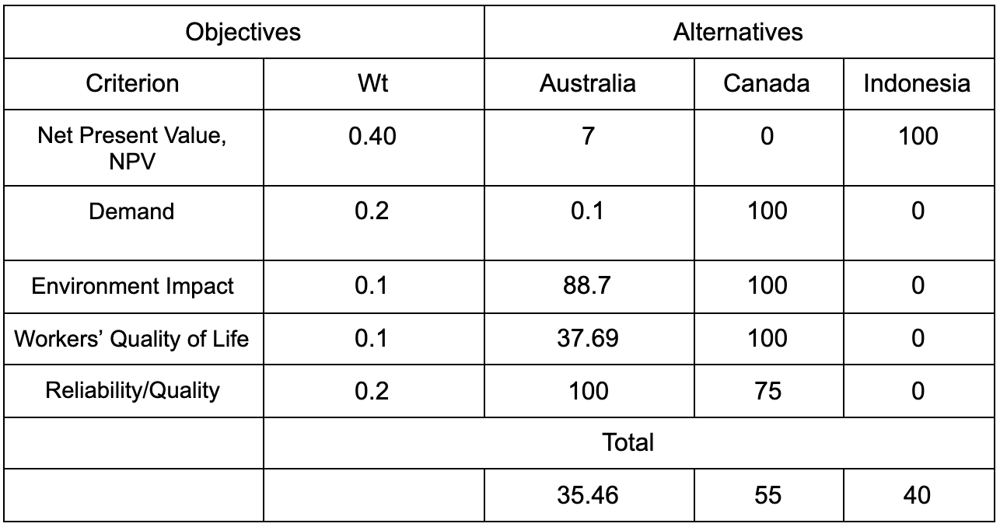 Objectives Alternatives
Criterion Wt Australia Canada Indonesia
Net Present Value, 0.40 7 0 100
NPV
Demand 0.2 0.1 100 0
Environment Impact 0.1 88.7 100 0
Workers’ Quality of Life 0.1 37.69 100 0
Reliability/Quality 0.2 100 75 0
Total
35.46 55 40